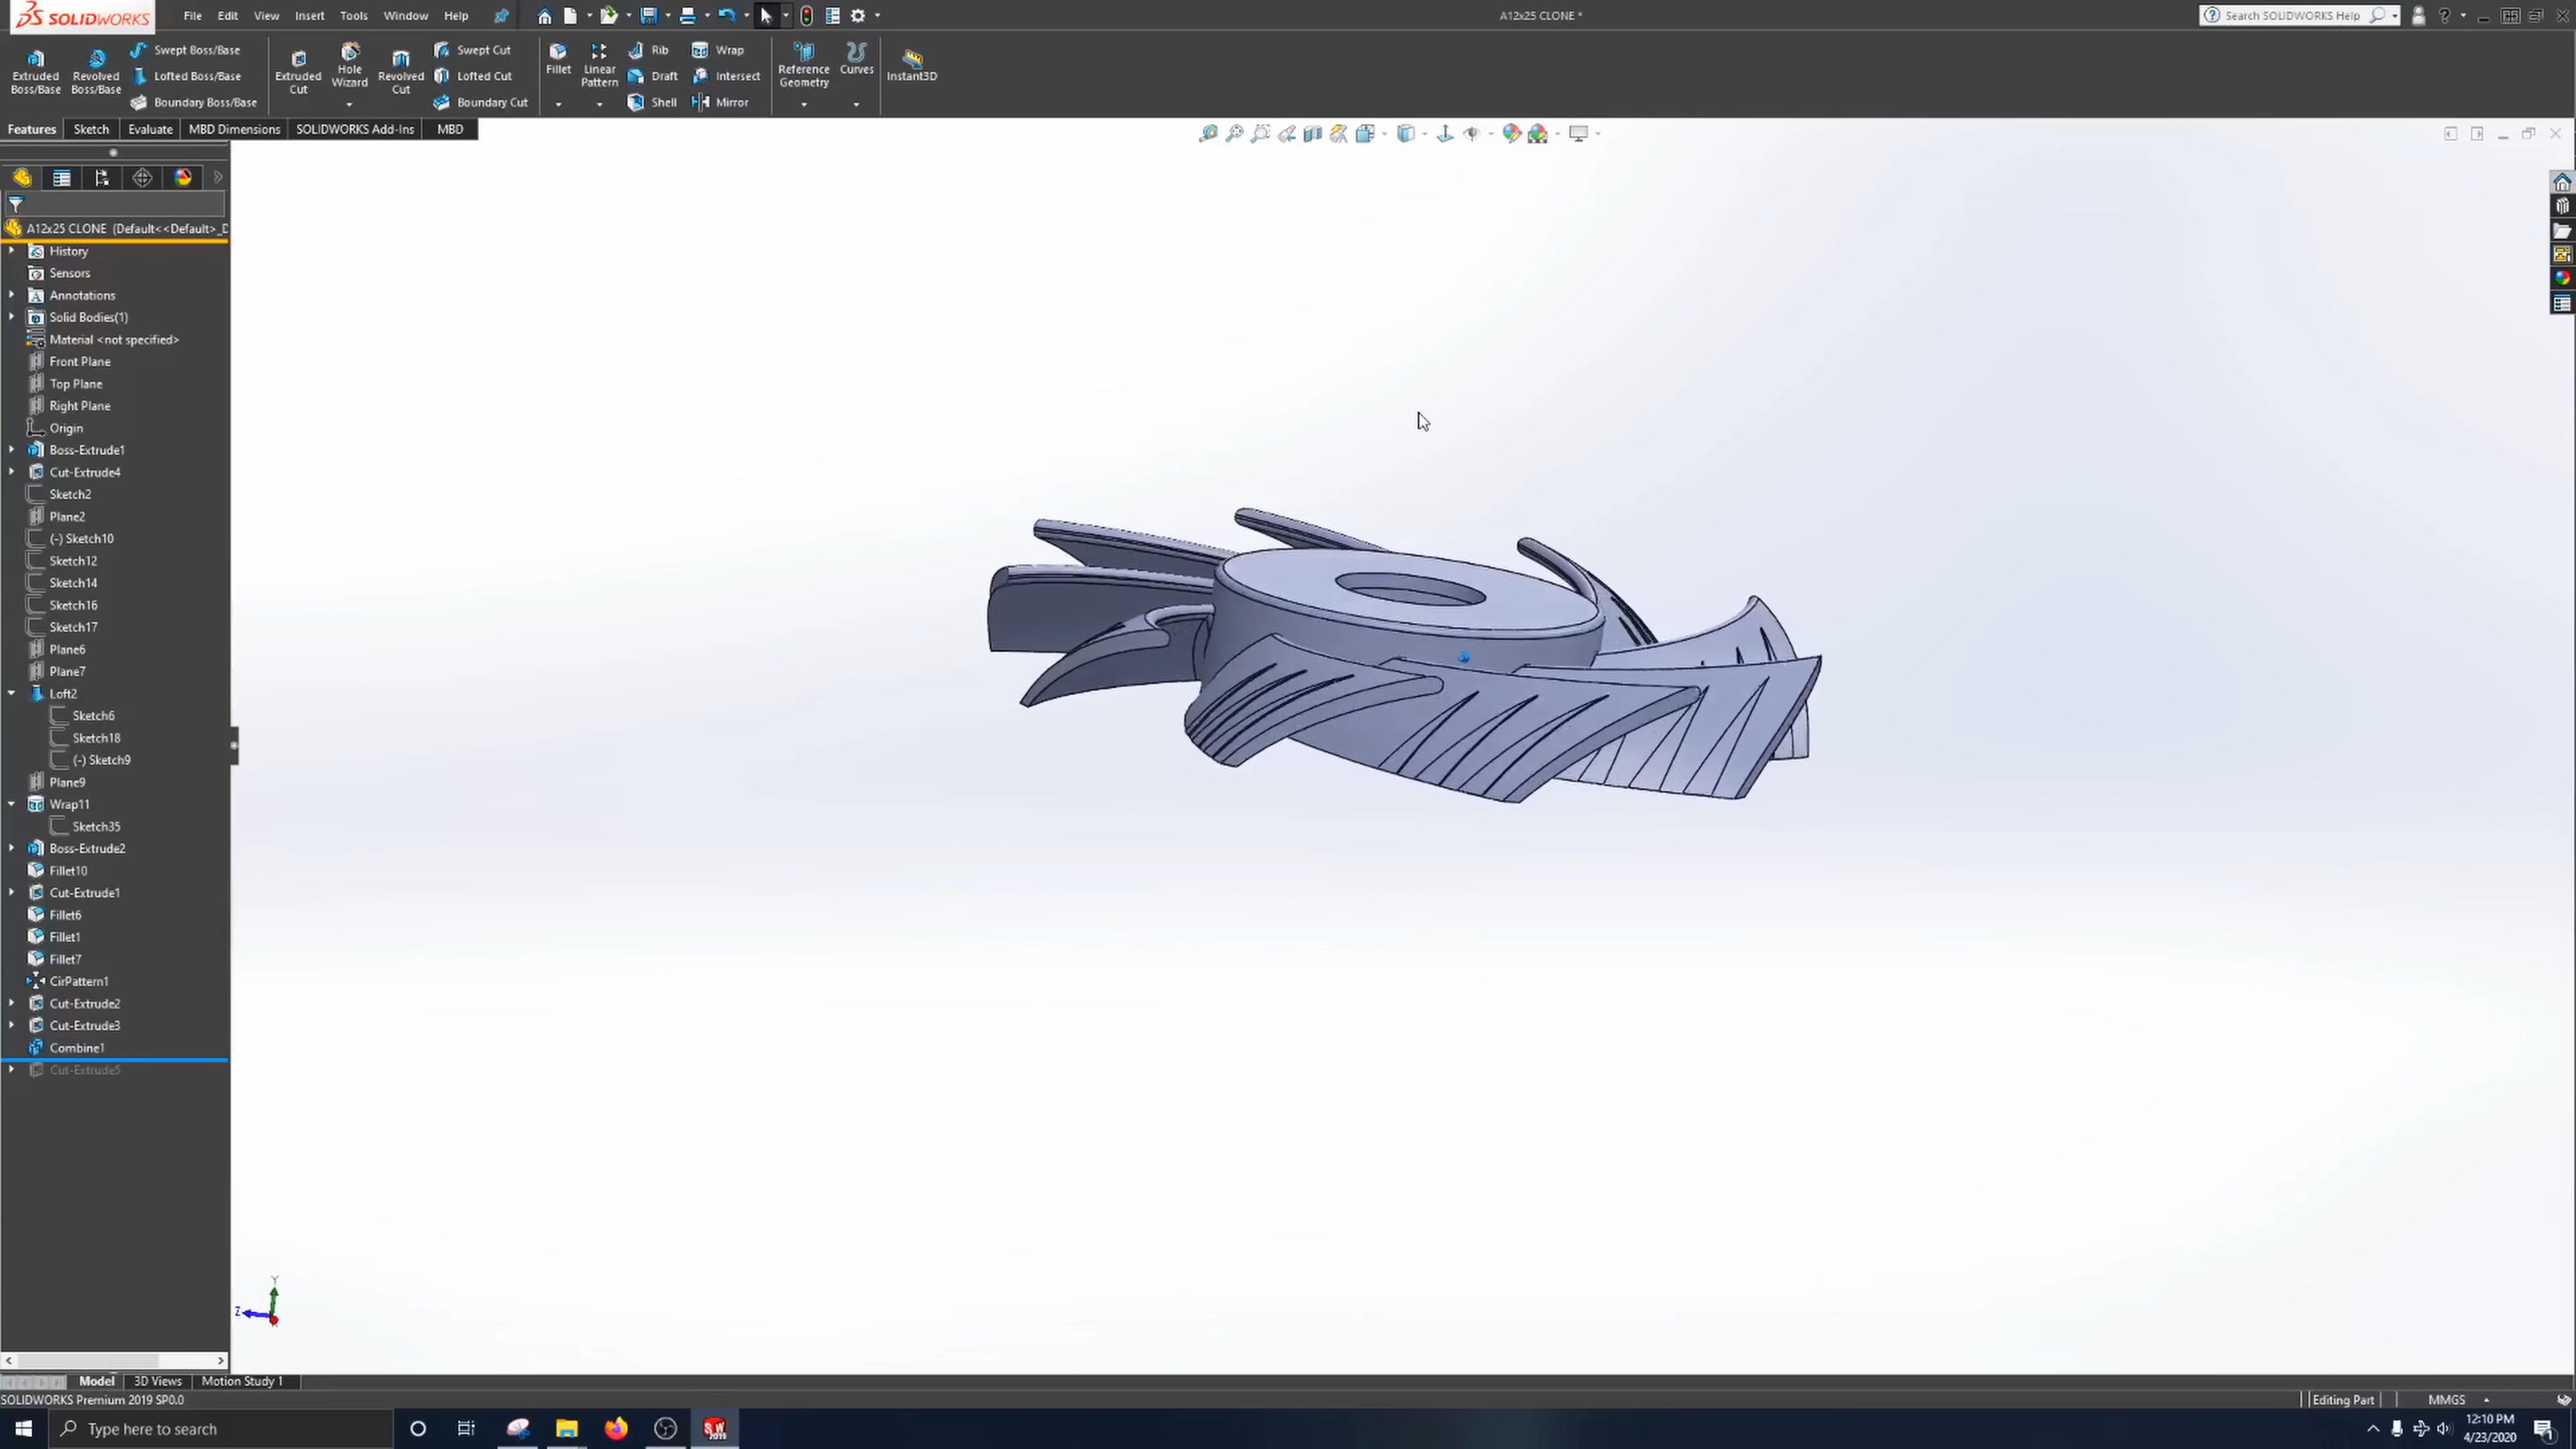 SOLIDWORKS File Edit View Insert Tools Window Help A12x25 CLONE * Search SOLIDWORKS Help ?
Extruded Boss/Base
Revolved Boss/Base
Swept Boss/Base
Lofted Boss/Base
Boundary Boss/Base
Extruded Cut
Hole Wizard
Revolved Cut
Swept Cut
Lofted Cut
Boundary Cut
Fillet
Linear Pattern
Rib
Draft
Shell
Wrap
Intersect
Mirror
Reference Geometry
Curves
Instant3D
Features Sketch Evaluate MBD Dimensions SOLIDWORKS Add-Ins MBD
A12x25 CLONE (Default<<Default>_D
History
Sensors
Annotations
Solid Bodies(1)
Material <not specified>
Front Plane
Top Plane
Right Plane
Origin
Boss-Extrude1
Cut-Extrude4
Sketch2
Plane2
(-) Sketch10
Sketch12
Sketch14
Sketch16
Sketch17
Plane6
Plane7
Loft2
Sketch6
Sketch18
(-) Sketch9
Plane9
Wrap11
Sketch35
Boss-Extrude2
Fillet10
Cut-Extrude1
Fillet6
Fillet1
Fillet7
CirPattern1
Cut-Extrude2
Cut-Extrude3
Combine1
Cut-Extrude5
Y
Z
Model 3D Views Motion Study 1
SOLIDWORKS Premium 2019 SP0.0 Editing Part MMGS
Type here to search
SW 2019
12:10 PM
4/23/2020
1